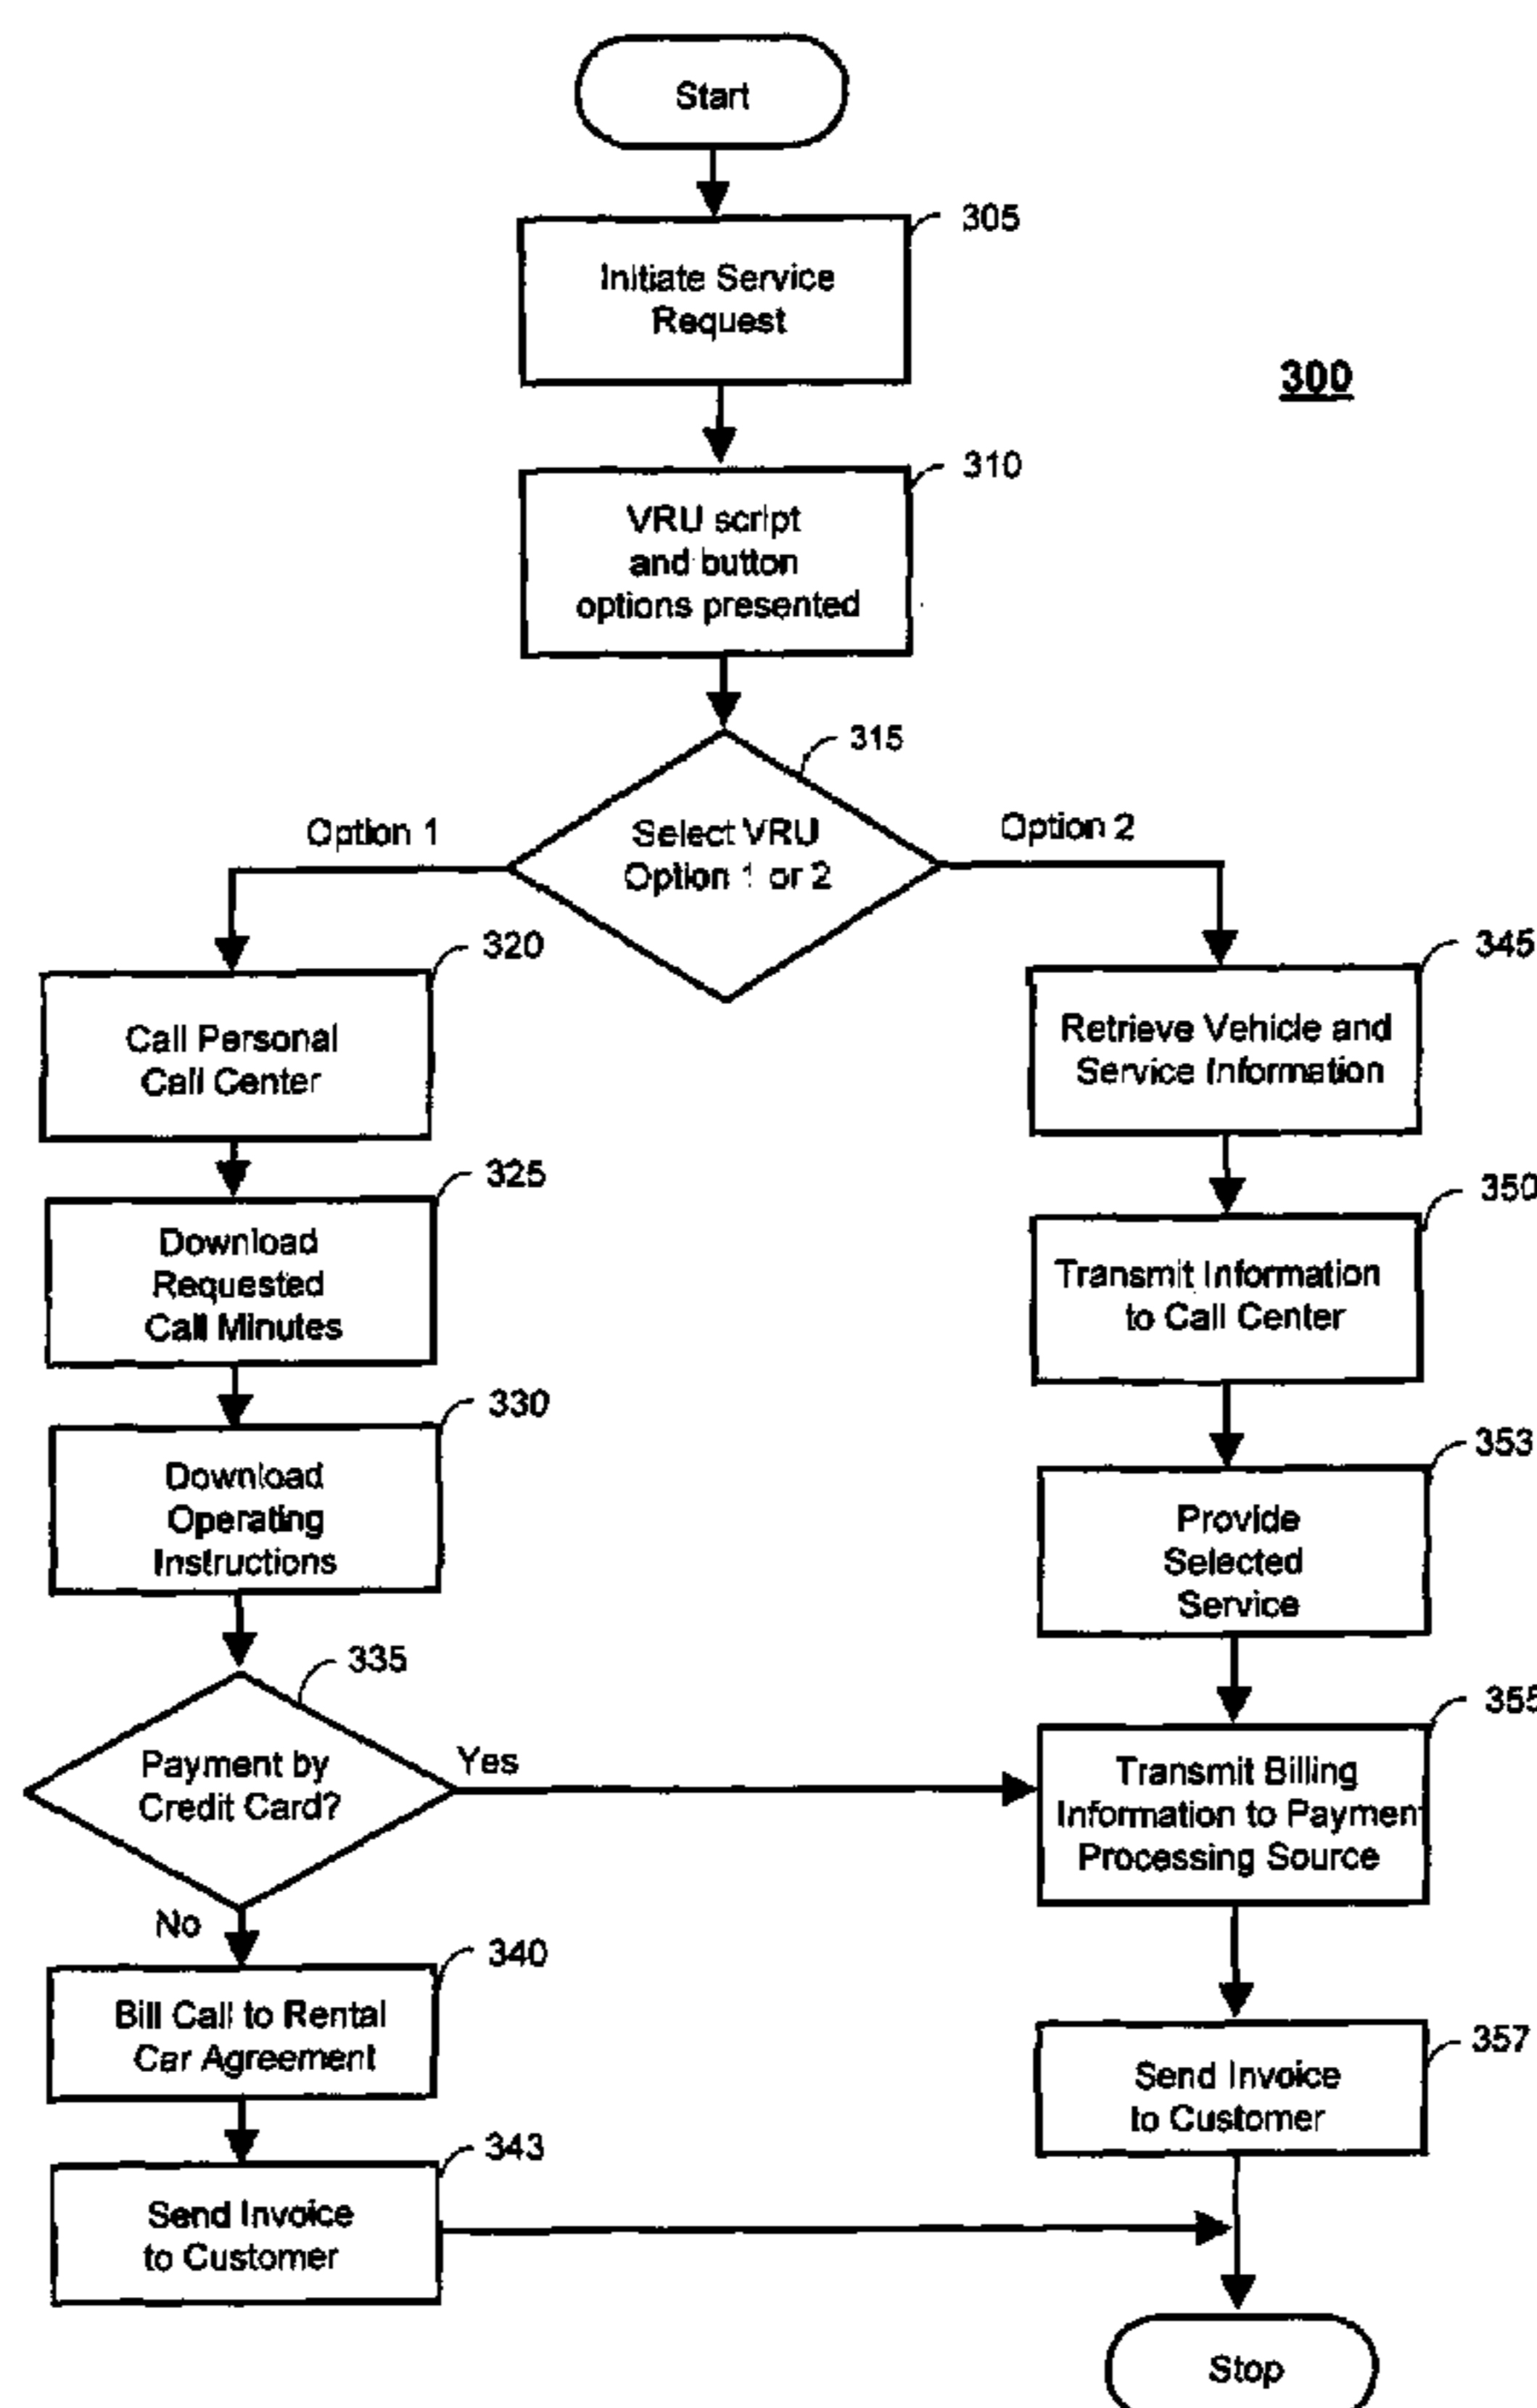 Start
305
Initiate Service
Request
300
310
VRU script
and button
options presented
315
Select VRU
Option 1 or 2
Option 1
Option 2
320
Call Personal
Call Center
345
Retrieve Vehicle and
Service Information
325
Download
Requested
Call Minutes
350
Transmit Information
to Call Center
330
Download
Operating
Instructions
353
Provide
Selected
Service
335
Payment by
Credit Card?
Yes
No
355
Transmit Billing
Information to Payment
Processing Source
340
Bill Call to Rental
Car Agreement
357
Send Invoice
to Customer
343
Send Invoice
to Customer
Stop